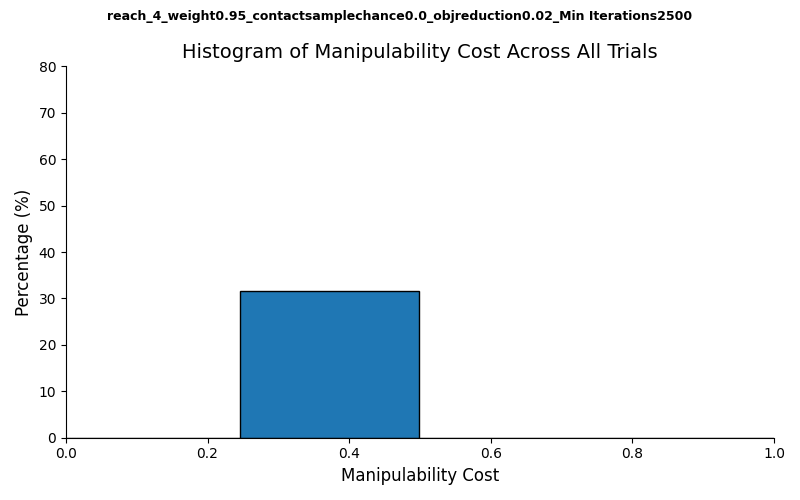 reach_4_weight0.95_contactsamplechance0.0_objreduction0.02_Min Iterations2500
Histogram of Manipulability Cost Across All Trials
80
70
60
50
40
30
20
10
0
Percentage (%)
0.0 0.2 0.4 0.6 0.8 1.0
Manipulability Cost